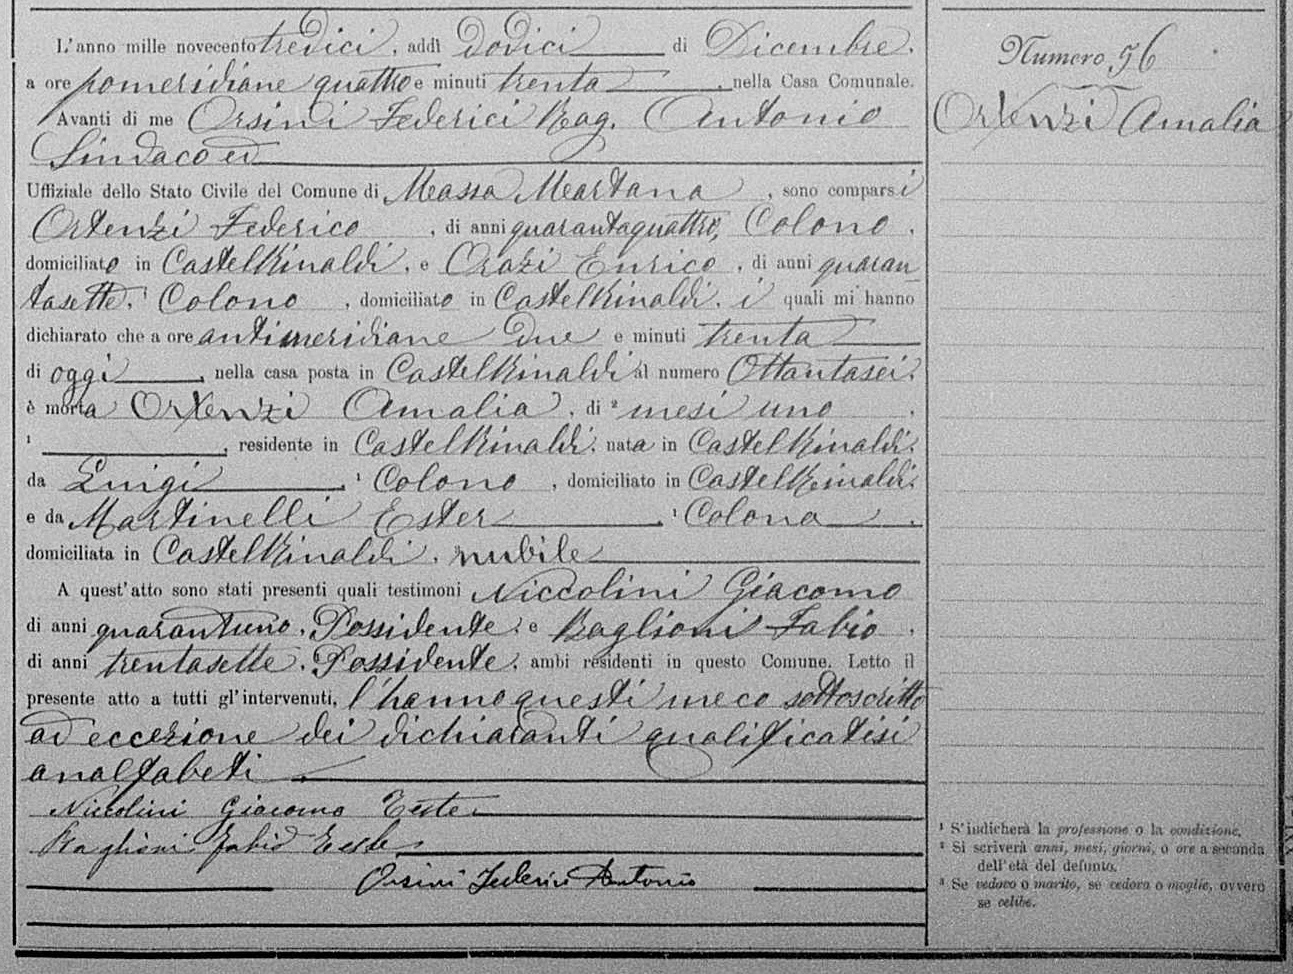 L'anno mille novecento tredici, addì dodici di Dicembre,
a ore pomeridiane quattro e minuti trenta, nella Casa Comunale.
Avanti di me Orsini Federici Rag. Antonio
Sindaco ed
Uffiziale dello Stato Civile del Comune di Massa Martana, sono comparsi
Ortenzi Federico, di anni quarantaquattro, Colono,
domiciliato in CastelRinaldi, e Orazi Enrico, di anni quaran
tasette, ¹ Colono, domiciliato in CastelRinaldi, i quali mi hanno
dichiarato che a ore antimeridiane due e minuti trenta
di oggi, nella casa posta in CastelRinaldi al numero Ottantasei,
è morta Ortenzi Amalia, di ² mesi uno,
¹ , residente in CastelRinaldi, nata in CastelRinaldi,
da Luigi, ¹ Colono, domiciliato in CastelRinaldi,
e da Martinelli Ester, ¹ Colona,
domiciliata in CastelRinaldi, nubile
A quest'atto sono stati presenti quali testimoni Niccolini Giacomo
di anni quarantuno, Possidente, e Baglioni Fabio,
di anni trentasette, Possidente, ambi residenti in questo Comune. Letto il
presente atto a tutti gl'intervenuti, l'hanno questi meco sottoscritto
ad eccezione dei dichiaranti qualificatisi
analfabeti
Niccolini Giacomo Teste
Baglioni Fabio Teste
Orsini Federici Antonio
Numero 96
Ortenzi Amalia
¹ S'indicherà la professione o la condizione.
² Si scriverà anni, mesi, giorni, o ore a seconda
dell'età del defunto.
³ Se vedovo o marito, se vedova o moglie, ovvero
se celibe.